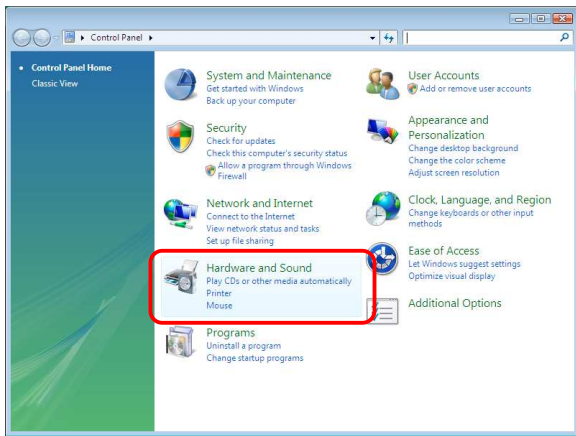 Control Panel
Control Panel Home
Classic View
System and Maintenance
Get started with Windows
Back up your computer
Security
Check for updates
Check this computer's security status
Allow a program through Windows
Firewall
Network and Internet
Connect to the Internet
View network status and tasks
Set up file sharing
Hardware and Sound
Play CDs or other media automatically
Printer
Mouse
Programs
Uninstall a program
Change startup programs
User Accounts
Add or remove user accounts
Appearance and
Personalization
Change desktop background
Change the color scheme
Adjust screen resolution
Clock, Language, and Region
Change keyboards or other input
methods
Ease of Access
Let Windows suggest settings
Optimize visual display
Additional Options